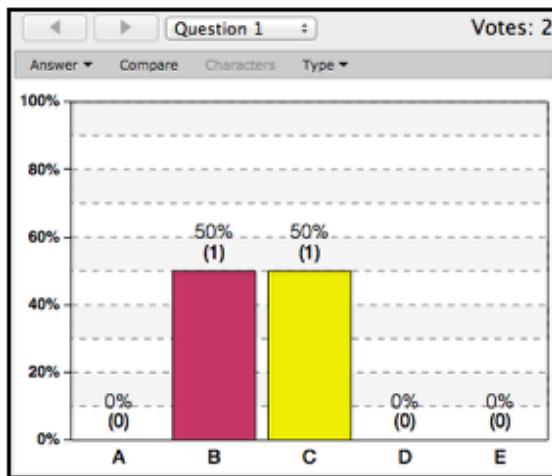 Question 1 Votes: 2
Answer Compare Characters Type
100%
80%
60%
50% 50%
(1) (1)
40%
20%
0% 0% 0%
(0) (0) (0)
0%
A B C D E